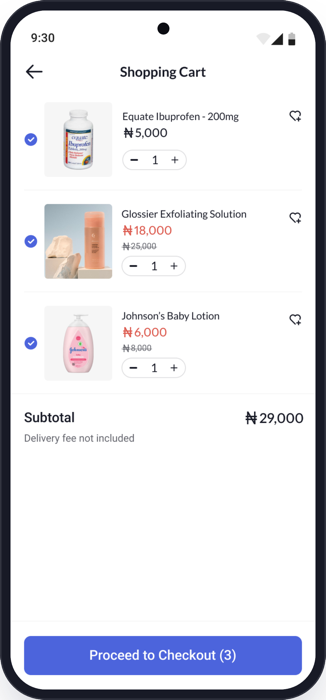 9:30
Shopping Cart
Equate Ibuprofen - 200mg
₦5,000
1
Glossier Exfoliating Solution
₦18,000
₦25,000
1
Johnson's Baby Lotion
₦6,000
₦8,000
1
Subtotal
₦29,000
Delivery fee not included
Proceed to Checkout (3)